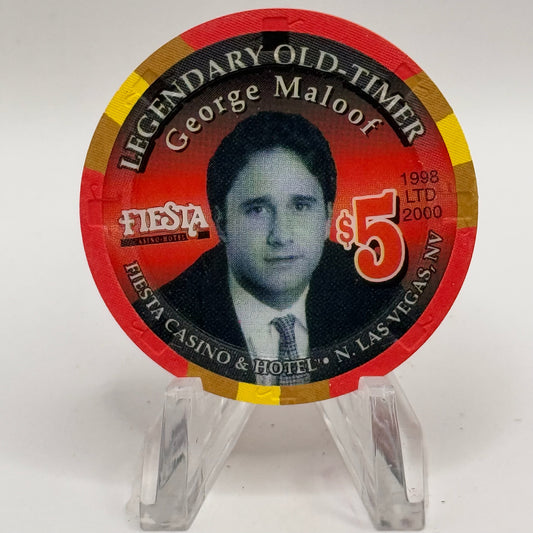 LEGENDARY OLD-TIMER
George Maloof
1998
LTD
2000
FIESTA
CASINO • HOTEL
$5
FIESTA CASINO & HOTEL • N. LAS VEGAS, NV